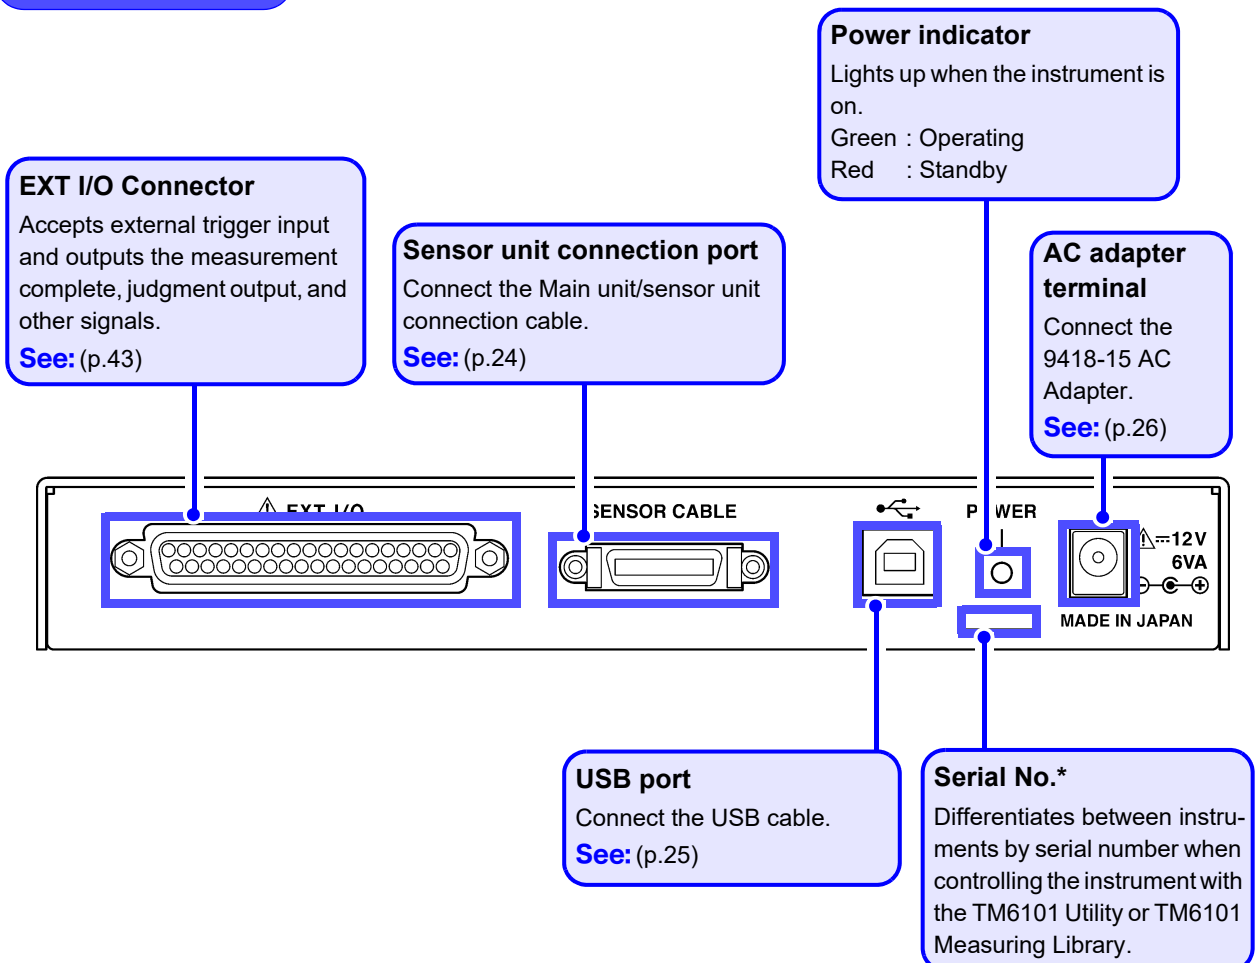 Power indicator
Lights up when the instrument is
on.
Green : Operating
Red : Standby
EXT I/O Connector
Accepts external trigger input
and outputs the measurement
complete, judgment output, and
other signals.
See: (p.43)
Sensor unit connection port
Connect the Main unit/sensor unit
connection cable.
See: (p.24)
AC adapter
terminal
Connect the
9418-15 AC
Adapter.
See: (p.26)
EXT I/O
SENSOR CABLE
POWER
12V
6VA
MADE IN JAPAN
USB port
Connect the USB cable.
See: (p.25)
Serial No.*
Differentiates between instru-
ments by serial number when
controlling the instrument with
the TM6101 Utility or TM6101
Measuring Library.